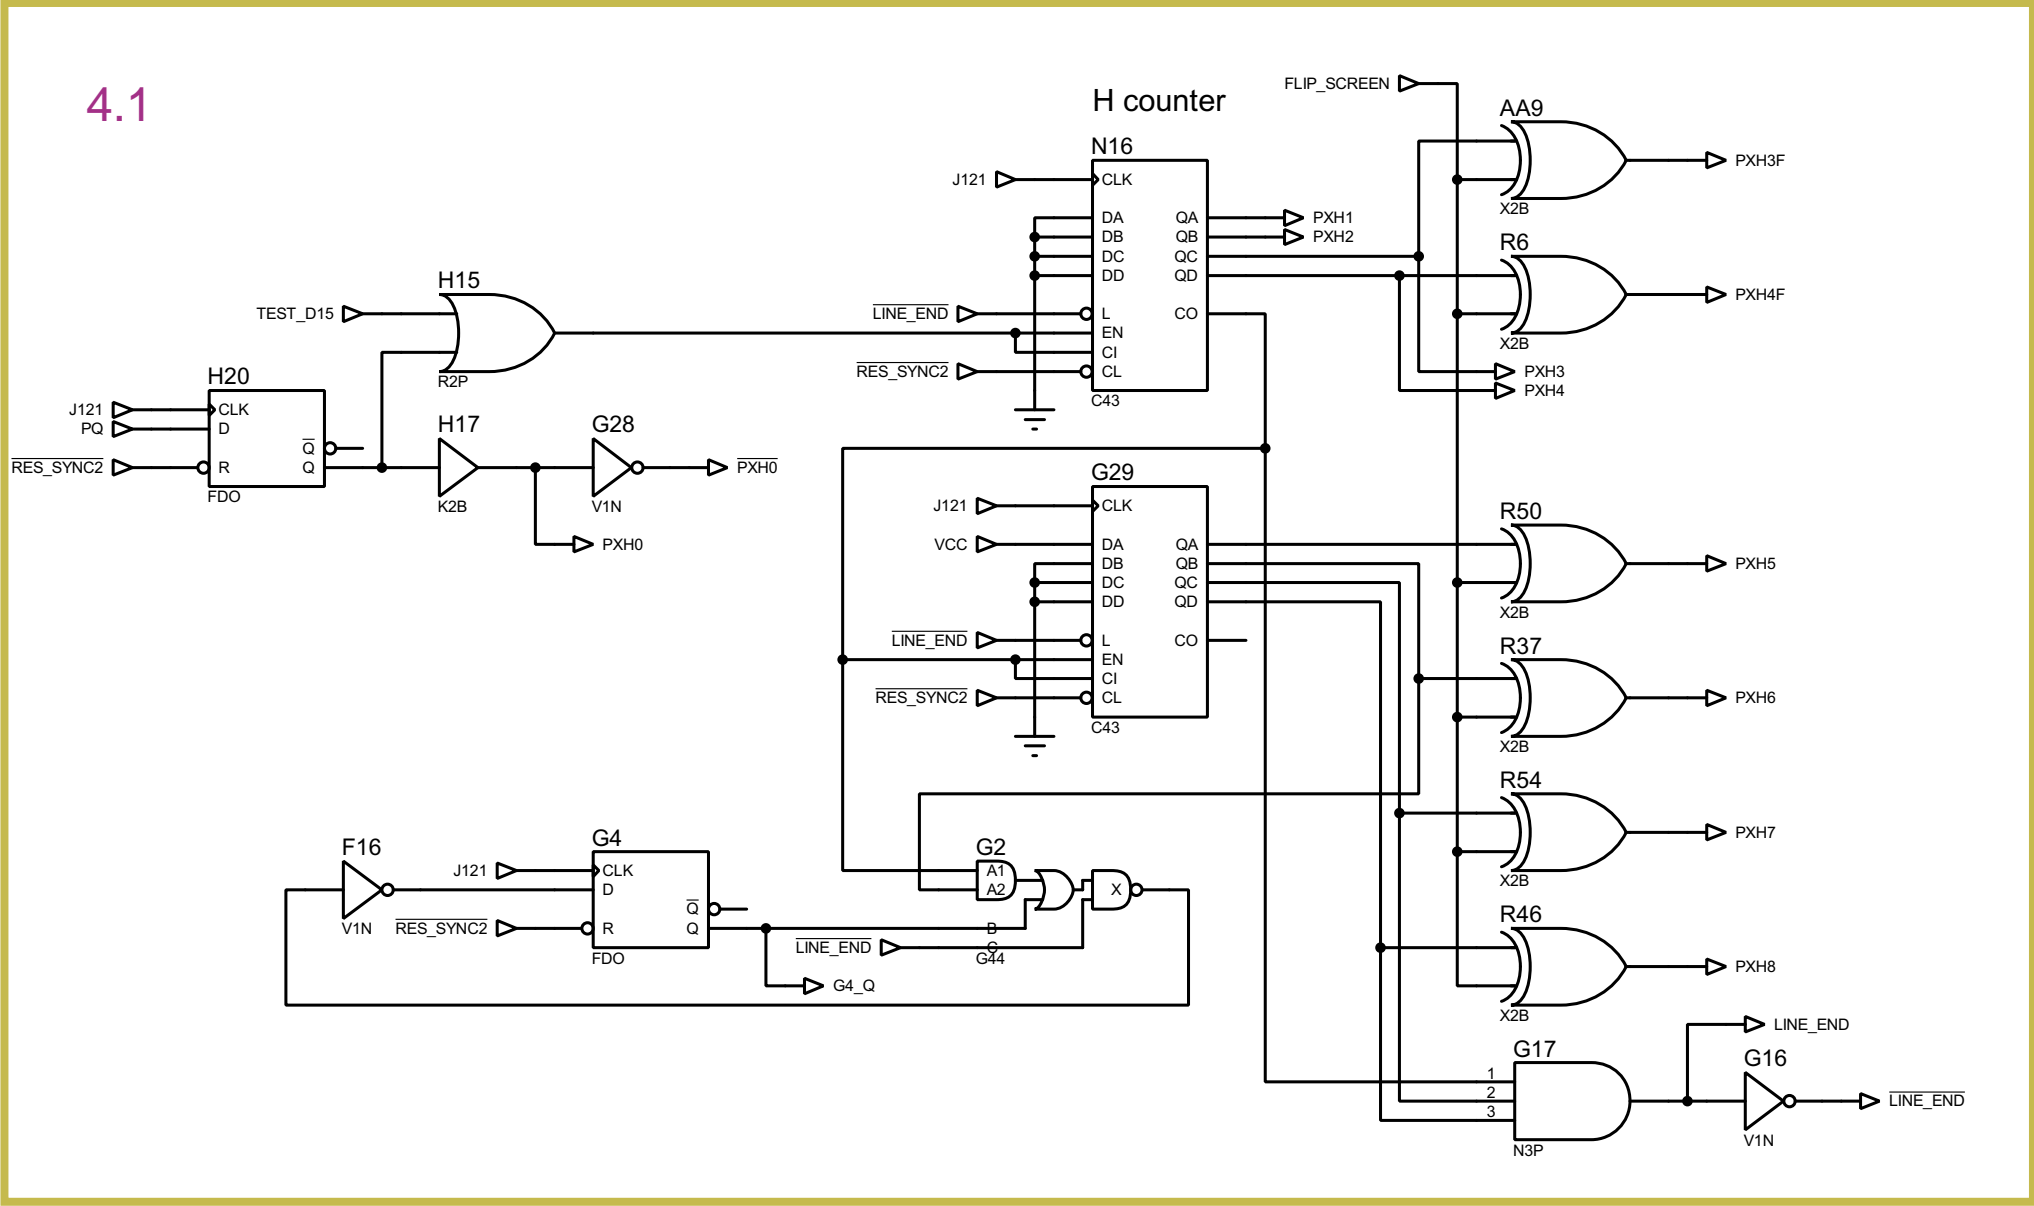 4.1
H counter
FLIP_SCREEN
AA9
PXH3F
X2B
N16
J121
CLK
DA
DB
DC
DD
L
EN
CI
CL
QA
QB
QC
QD
CO
C43
PXH1
PXH2
LINE_END
RES_SYNC2
R6
PXH4F
X2B
PXH3
PXH4
H15
TEST_D15
R2P
H20
J121
PQ
RES_SYNC2
CLK
D
R
Q
Q
FDO
H17
K2B
G28
V1N
PXH0
PXH0
G29
J121
VCC
LINE_END
RES_SYNC2
CLK
DA
DB
DC
DD
L
EN
CI
CL
QA
QB
QC
QD
CO
C43
R50
PXH5
X2B
R37
PXH6
X2B
R54
PXH7
X2B
R46
PXH8
X2B
F16
V1N
G4
J121
RES_SYNC2
CLK
D
R
Q
Q
FDO
G4_Q
G2
A1
A2
X
B
C
G44
LINE_END
G17
1
2
3
N3P
LINE_END
G16
V1N
LINE_END